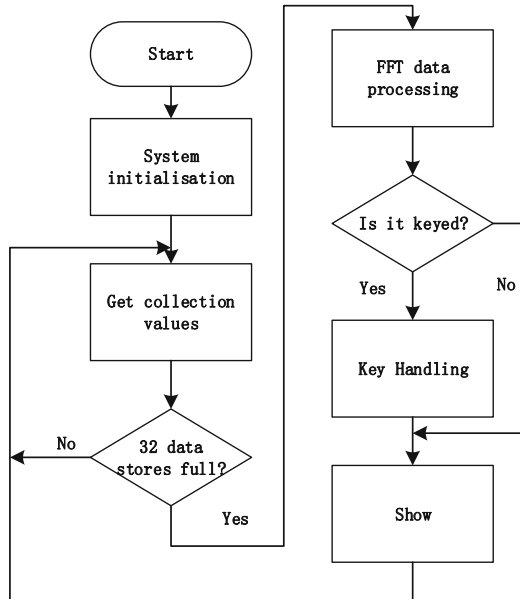 Start
System
initialisation
Get collection
values
32 data
stores full?
No
Yes
FFT data
processing
Is it keyed?
Yes
No
Key Handling
Show